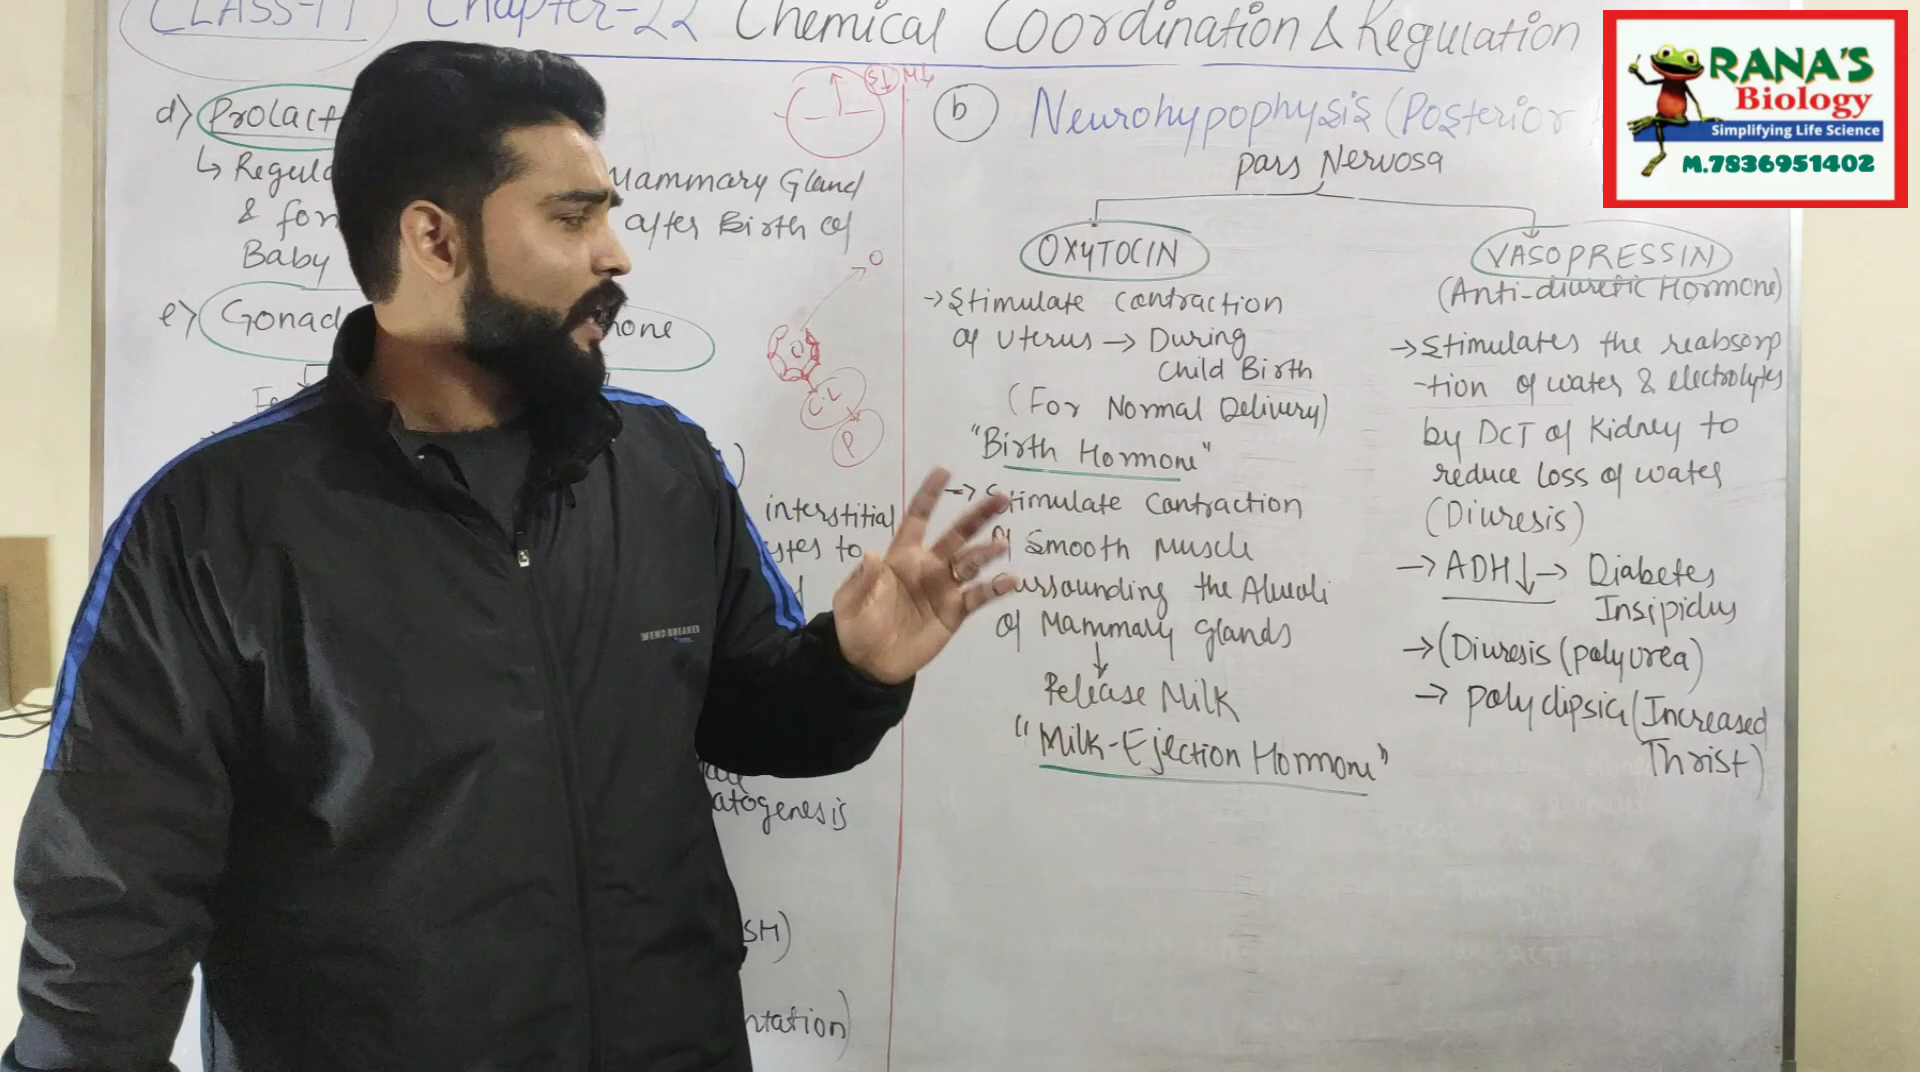 CLASS-11 Chapter-22 Chemical Coordination & Regulation
RANA'S
Biology
Simplifying Life Science
M.7836951402
d) Prolact
↳ Regula
Mammary Gland
& for
after Birth of
Baby
e) Gonad
mone
C.L
P
interstitial
to
atogenesis
SH)
ntation)
b Neurohypophysis (Posterior
pars Nervosa
OXYTOCIN
→ Stimulate contraction
of Uterus → During
child Birth
(For Normal Delivery)
"Birth Hormone"
→ Stimulate Contraction
of Smooth Muscle
surrounding the Alveoli
of Mammary glands
↓
Release Milk
"Milk-Ejection Hormone"
VASOPRESSIN
(Anti-diuretic Hormone)
→ Stimulates the reabsorp
-tion of water & electrolytes
by DCT of Kidney to
reduce loss of water
(Diuresis)
→ ADH↓ → Diabetes
Insipidus
→ (Diuresis (polyurea)
→ polydipsia (Increased
Thrist)